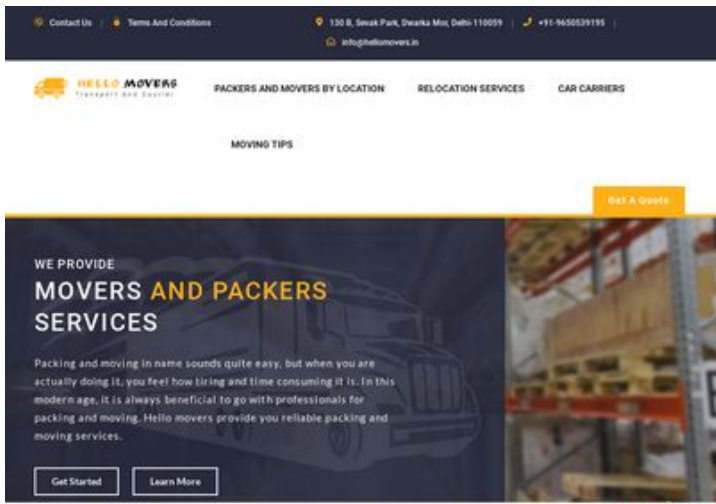 Contact Us | Terms And Conditions
130 B, Sevak Park, Dwarka Mor, Delhi-110059 | +91-9650539195 |
info@hellomovers.in
HELLO MOVERS
Transport And Courier
PACKERS AND MOVERS BY LOCATION RELOCATION SERVICES CAR CARRIERS
MOVING TIPS
Get A Quote
WE PROVIDE
MOVERS AND PACKERS
SERVICES
Packing and moving in name sounds quite easy, but when you are
actually doing it, you feel how tiring and time consuming it is. In this
modern age, it is always beneficial to go with professionals for
packing and moving. Hello movers provide you reliable packing and
moving services.
Get Started Learn More